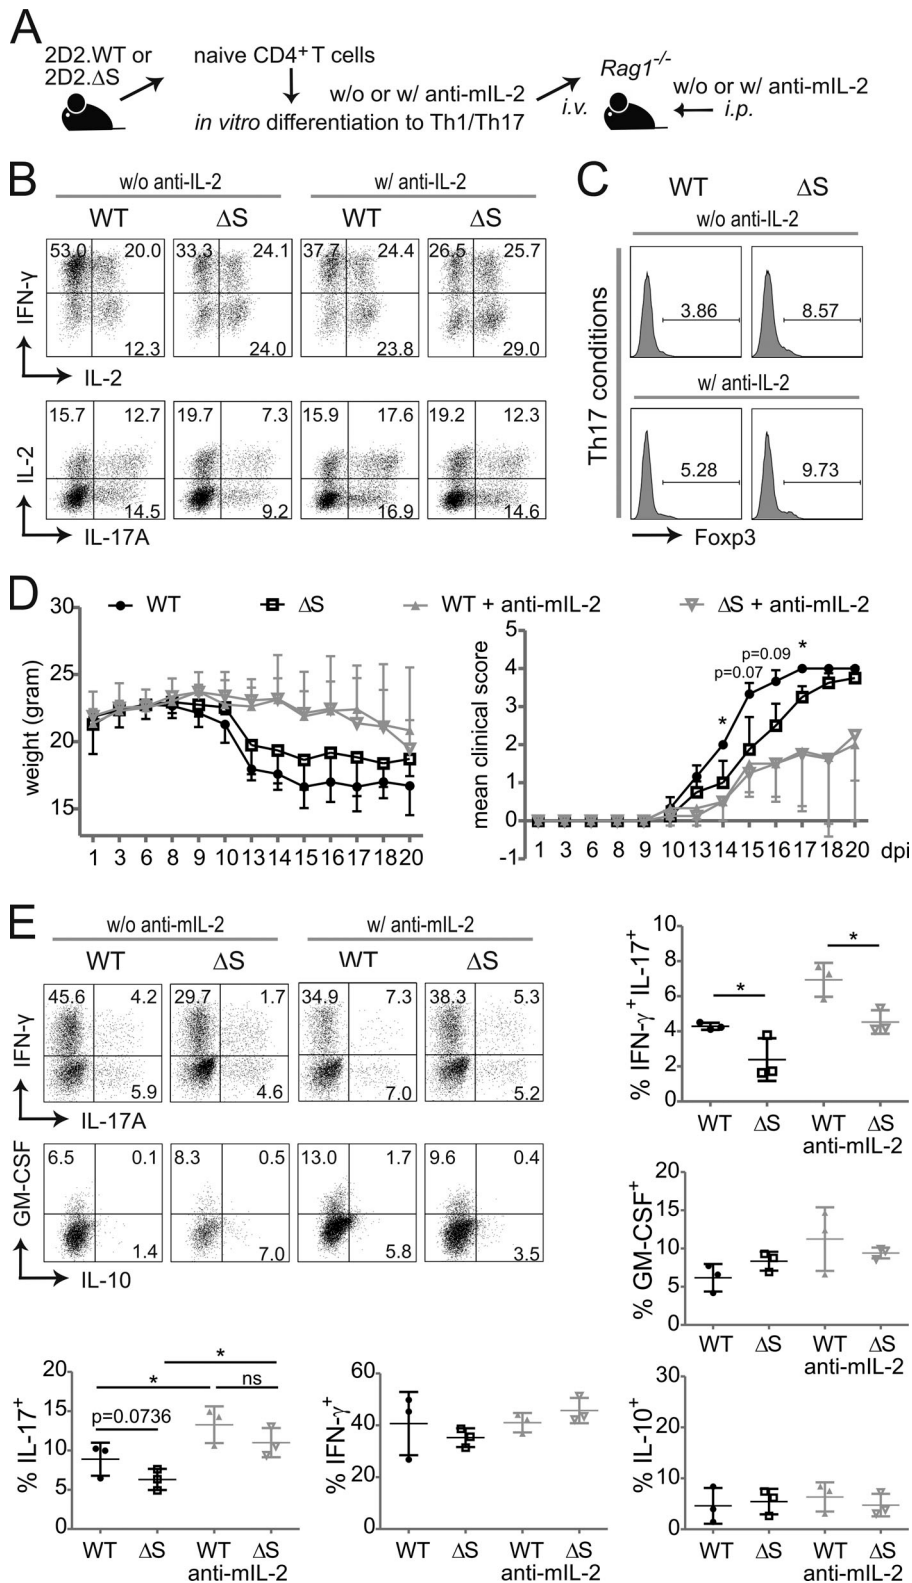 A
2D2.WT or
2D2.ΔS
naive CD4+ T cells
w/o or w/ anti-mIL-2
in vitro differentiation to Th1/Th17
i.v.
Rag1-/-
w/o or w/ anti-mIL-2
i.p.
B
w/o anti-IL-2
w/ anti-IL-2
WT
ΔS
WT
ΔS
IFN-γ
53.0 20.0
12.3
33.3 24.1
24.0
37.7 24.4
23.8
26.5 25.7
29.0
IL-2
IL-2
15.7 12.7
14.5
19.7 7.3
9.2
15.9 17.6
16.9
19.2 12.3
14.6
IL-17A
C
WT
ΔS
w/o anti-IL-2
3.86
8.57
w/ anti-IL-2
5.28
9.73
Th17 conditions
Foxp3
D
WT
ΔS
WT + anti-mIL-2
ΔS + anti-mIL-2
weight (gram)
30
25
20
15
1 3 6 8 9 10 13 14 15 16 17 18 20
mean clinical score
5
4
3
2
1
0
-1
*
p=0.07
p=0.09
*
1 3 6 8 9 10 13 14 15 16 17 18 20 dpi
E
w/o anti-mIL-2
w/ anti-mIL-2
WT
ΔS
WT
ΔS
IFN-γ
45.6 4.2
5.9
29.7 1.7
4.6
34.9 7.3
7.0
38.3 5.3
5.2
IL-17A
GM-CSF
6.5 0.1
1.4
8.3 0.5
7.0
13.0 1.7
5.8
9.6 0.4
3.5
IL-10
% IFN-γ+IL-17+
10
8
6
4
2
0
*
*
WT ΔS WT ΔS
anti-mIL-2
% GM-CSF+
20
15
10
5
0
WT ΔS WT ΔS
anti-mIL-2
% IL-17+
20
15
10
5
0
*
*
ns
p=0.0736
WT ΔS WT ΔS
anti-mIL-2
% IFN-γ+
60
40
20
0
WT ΔS WT ΔS
anti-mIL-2
% IL-10+
30
20
10
0
WT ΔS WT ΔS
anti-mIL-2